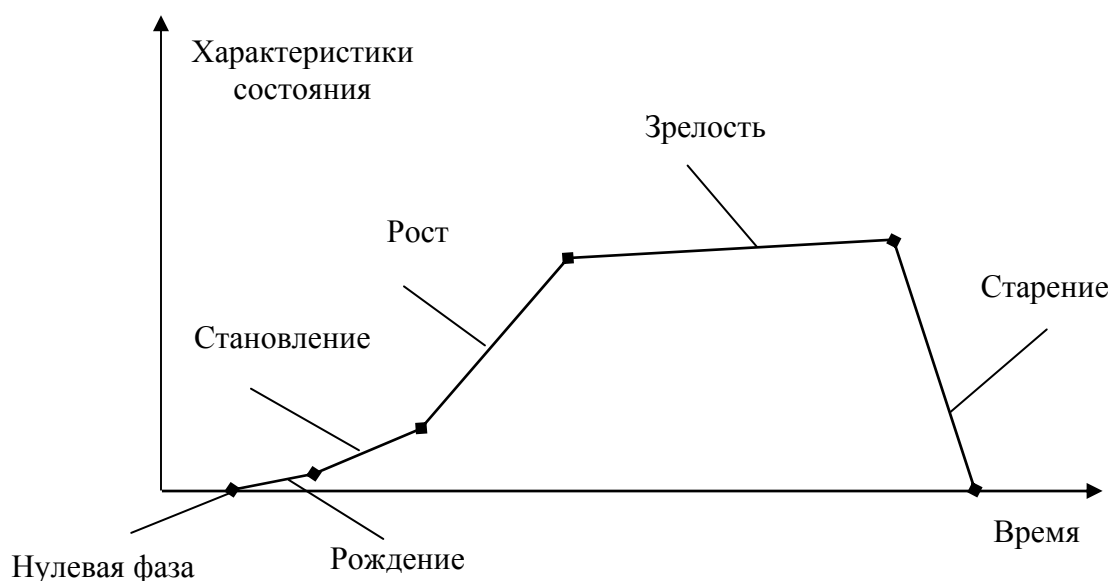 Характеристики
состояния
Зрелость
Рост
Старение
Становление
Время
Рождение
Нулевая фаза